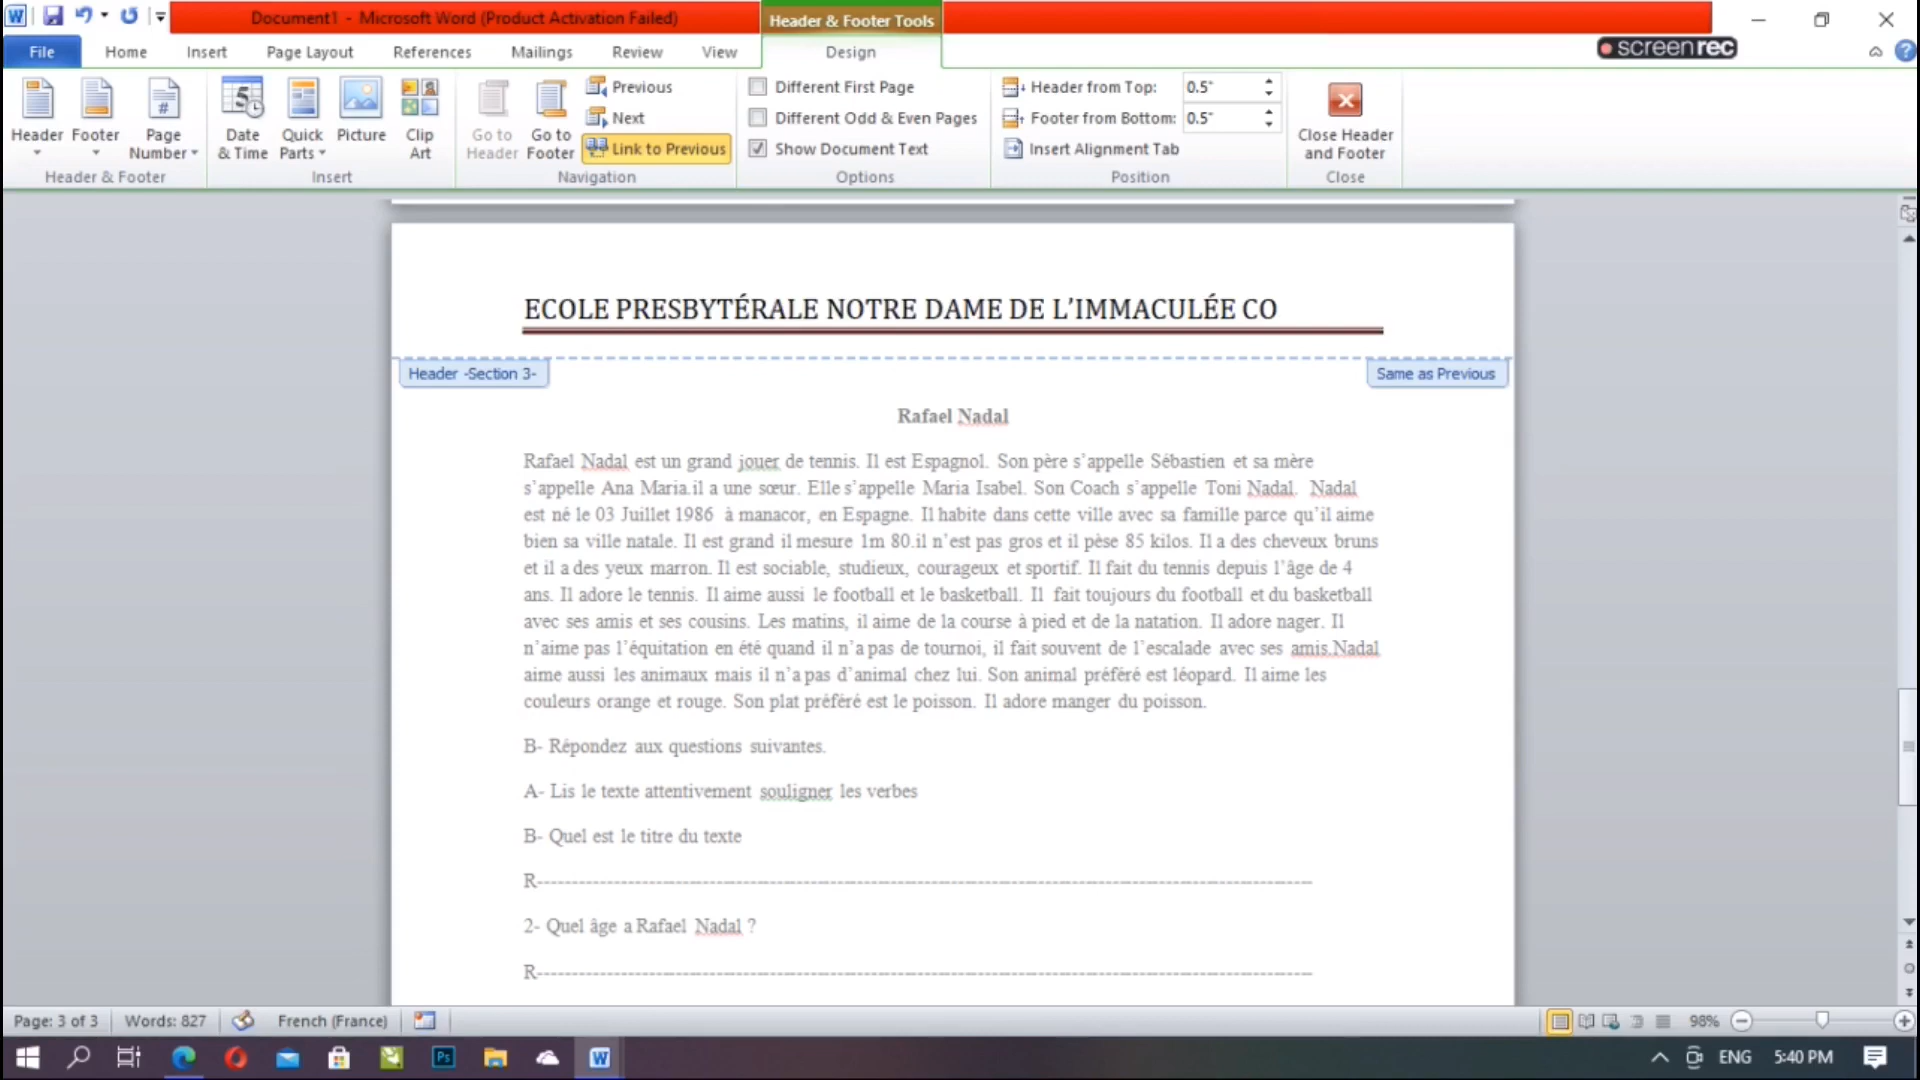 Document1 - Microsoft Word (Product Activation Failed)
Header & Footer Tools
File Home Insert Page Layout References Mailings Review View Design
screenrec
Header
Footer
Page Number
Header & Footer
Date & Time
Quick Parts
Picture
Clip Art
Insert
Go to Header
Go to Footer
Previous
Next
Link to Previous
Navigation
Different First Page
Different Odd & Even Pages
Show Document Text
Options
Header from Top: 0.5"
Footer from Bottom: 0.5"
Insert Alignment Tab
Position
Close Header and Footer
Close
ECOLE PRESBYTÉRALE NOTRE DAME DE L’IMMACULÉE CO
Header -Section 3-
Same as Previous
Rafael Nadal
Rafael Nadal est un grand jouer de tennis. Il est Espagnol. Son père s’appelle Sébastien et sa mère
s’appelle Ana Maria.il a une sœur. Elle s’appelle Maria Isabel. Son Coach s’appelle Toni Nadal. Nadal
est né le 03 Juillet 1986 à manacor, en Espagne. Il habite dans cette ville avec sa famille parce qu’il aime
bien sa ville natale. Il est grand il mesure 1m 80.il n’est pas gros et il pèse 85 kilos. Il a des cheveux bruns
et il a des yeux marron. Il est sociable, studieux, courageux et sportif. Il fait du tennis depuis l’âge de 4
ans. Il adore le tennis. Il aime aussi le football et le basketball. Il fait toujours du football et du basketball
avec ses amis et ses cousins. Les matins, il aime de la course à pied et de la natation. Il adore nager. Il
n’aime pas l’équitation en été quand il n’a pas de tournoi, il fait souvent de l’escalade avec ses amis.Nadal
aime aussi les animaux mais il n’a pas d’animal chez lui. Son animal préféré est léopard. Il aime les
couleurs orange et rouge. Son plat préféré est le poisson. Il adore manger du poisson.
B- Répondez aux questions suivantes.
A- Lis le texte attentivement souligner les verbes
B- Quel est le titre du texte
R-----------------------------------------------------------------------------------------------
2- Quel âge a Rafael Nadal ?
R-----------------------------------------------------------------------------------------------
Page: 3 of 3 Words: 827 French (France) 98%
ENG 5:40 PM